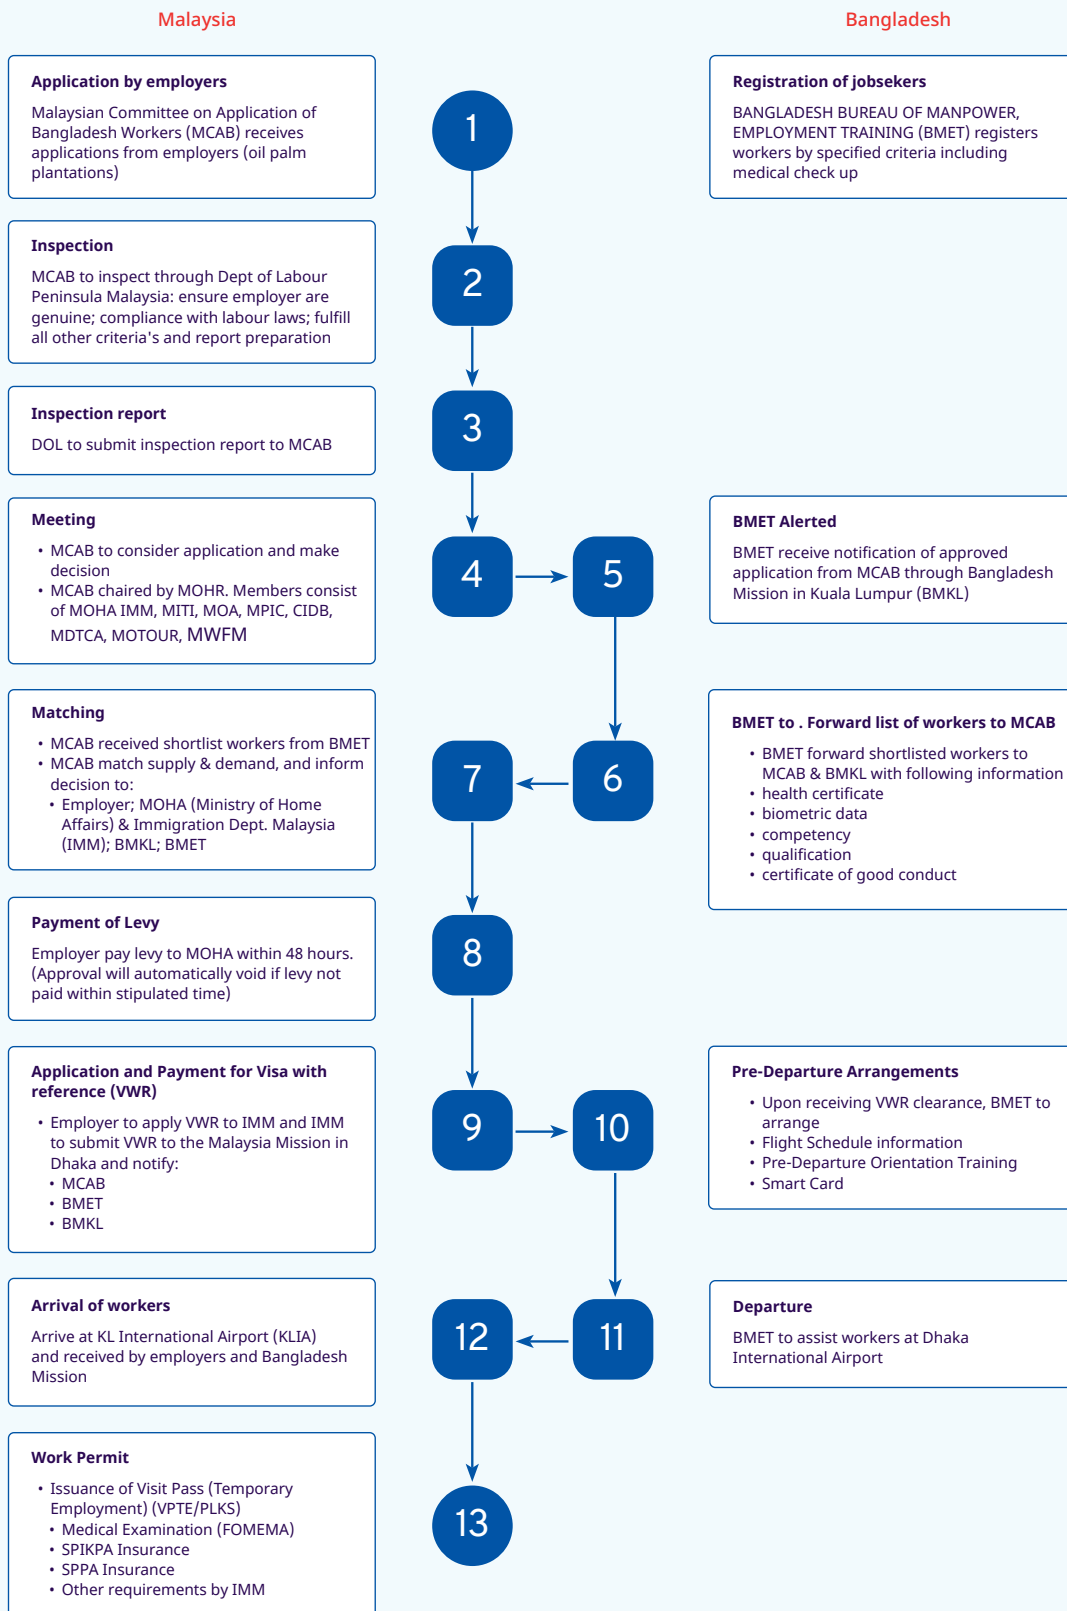 Malaysia
Bangladesh
Application by employers
Malaysian Committee on Application of
Bangladesh Workers (MCAB) receives
applications from employers (oil palm
plantations)
1
Registration of jobsekers
BANGLADESH BUREAU OF MANPOWER,
EMPLOYMENT TRAINING (BMET) registers
workers by specified criteria including
medical check up
Inspection
MCAB to inspect through Dept of Labour
Peninsula Malaysia: ensure employer are
genuine; compliance with labour laws; fulfill
all other criteria's and report preparation
2
Inspection report
DOL to submit inspection report to MCAB
3
Meeting
• MCAB to consider application and make
decision
• MCAB chaired by MOHR. Members consist
of MOHA IMM, MITI, MOA, MPIC, CIDB,
MDTCA, MOTOUR, MWFM
4
5
BMET Alerted
BMET receive notification of approved
application from MCAB through Bangladesh
Mission in Kuala Lumpur (BMKL)
Matching
• MCAB received shortlist workers from BMET
• MCAB match supply & demand, and inform
decision to:
• Employer; MOHA (Ministry of Home
Affairs) & Immigration Dept. Malaysia
(IMM); BMKL; BMET
7
6
BMET to . Forward list of workers to MCAB
• BMET forward shortlisted workers to
MCAB & BMKL with following information
• health certificate
• biometric data
• competency
• qualification
• certificate of good conduct
Payment of Levy
Employer pay levy to MOHA within 48 hours.
(Approval will automatically void if levy not
paid within stipulated time)
8
Application and Payment for Visa with
reference (VWR)
• Employer to apply VWR to IMM and IMM
to submit VWR to the Malaysia Mission in
Dhaka and notify:
• MCAB
• BMET
• BMKL
9
10
Pre-Departure Arrangements
• Upon receiving VWR clearance, BMET to
arrange
• Flight Schedule information
• Pre-Departure Orientation Training
• Smart Card
Arrival of workers
Arrive at KL International Airport (KLIA)
and received by employers and Bangladesh
Mission
12
11
Departure
BMET to assist workers at Dhaka
International Airport
Work Permit
• Issuance of Visit Pass (Temporary
Employment) (VPTE/PLKS)
• Medical Examination (FOMEMA)
• SPIKPA Insurance
• SPPA Insurance
• Other requirements by IMM
13